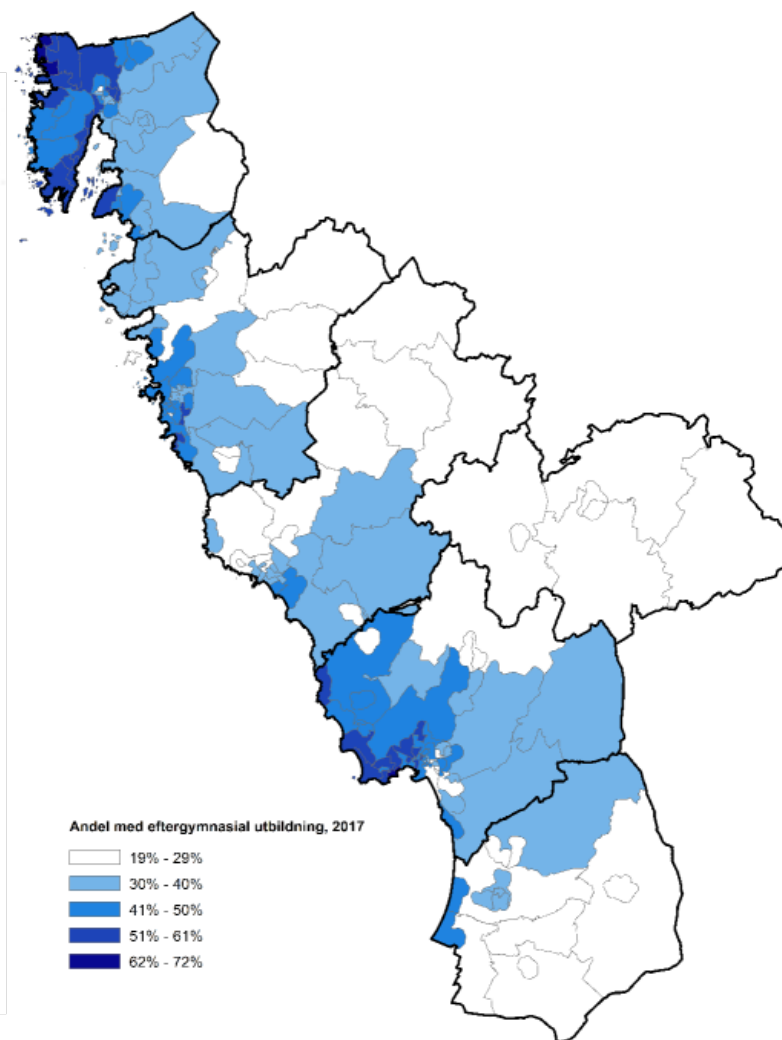 Andel med eftergymnasial utbildning, 2017
19% - 29%
30% - 40%
41% - 50%
51% - 61%
62% - 72%